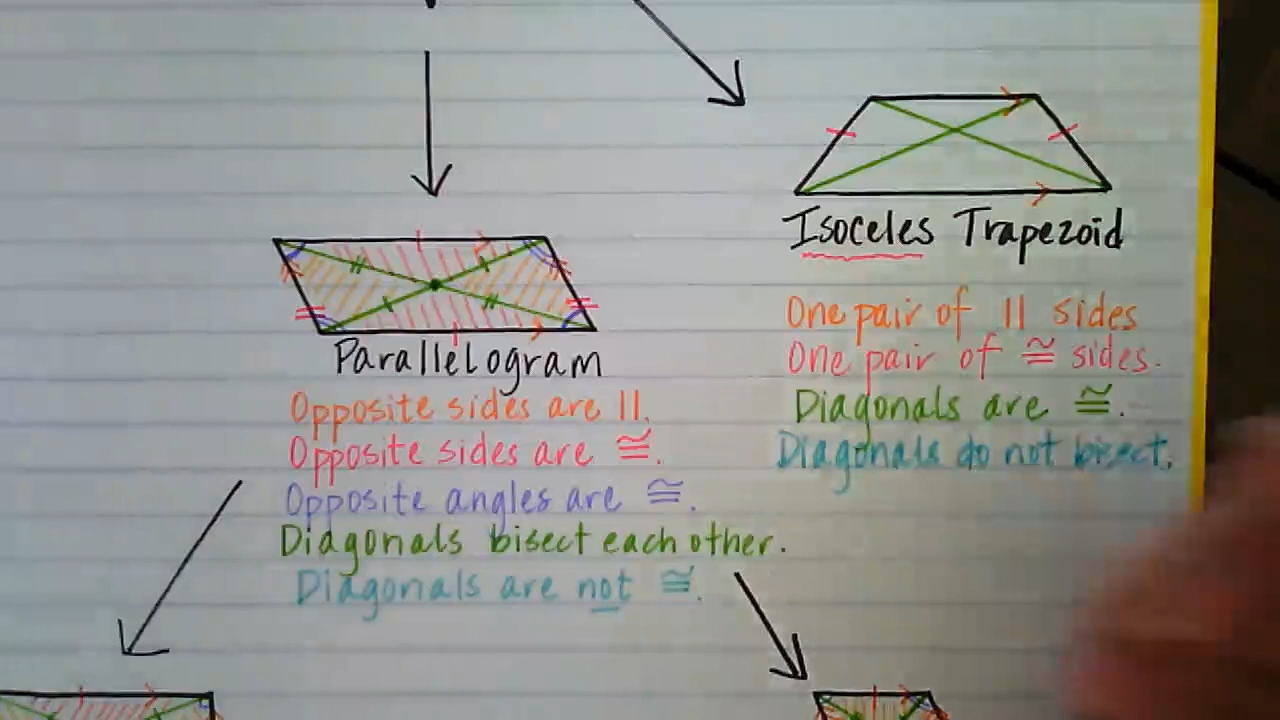 Isoceles Trapezoid
One pair of || sides
One pair of ≅ sides.
Diagonals are ≅.
Diagonals do not bisect.
Parallelogram
Opposite sides are ||.
Opposite sides are ≅.
Opposite angles are ≅.
Diagonals bisect each other.
Diagonals are not ≅.